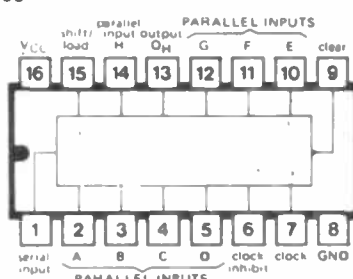 PARALLEL INPUTS
shift/ parallel
VCC load input output clear
H QH G F E
16 15 14 13 12 11 10 9
1 2 3 4 5 6 7 8
serial A B C D clock clock GND
input inhibit
PARALLEL INPUTS